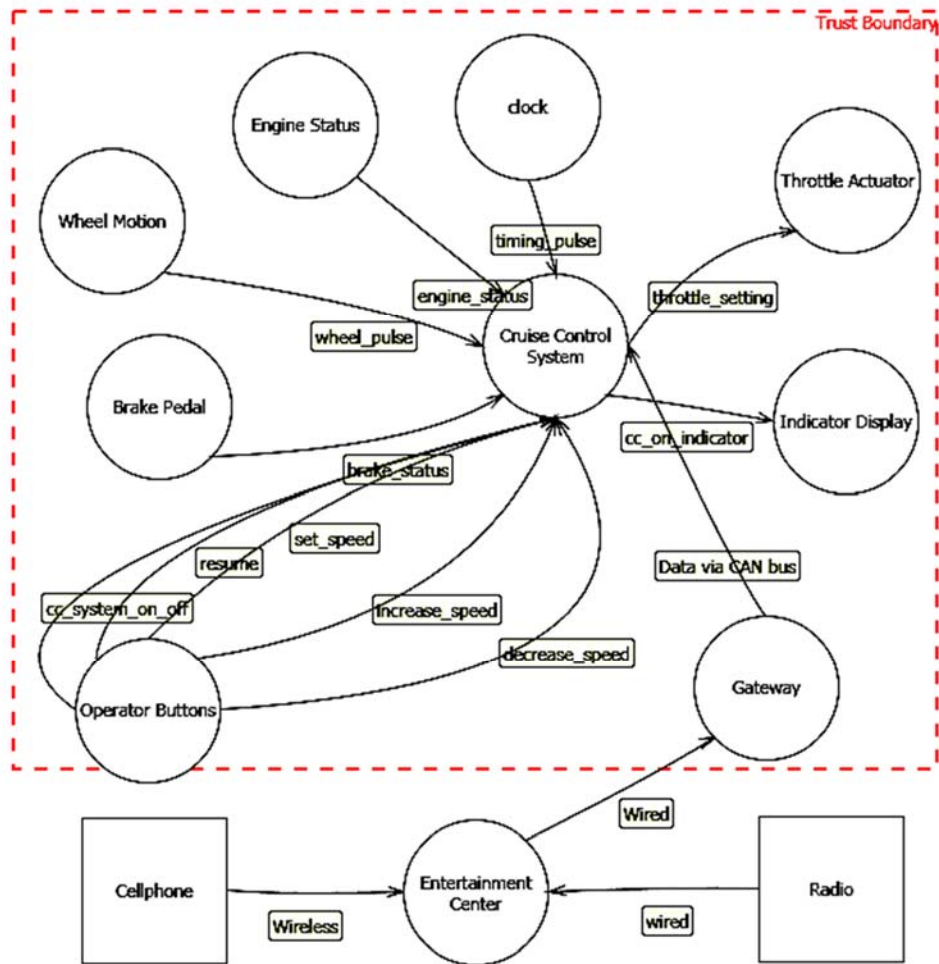 Trust Boundary
Engine Status
clock
Throttle Actuator
Wheel Motion
timing_pulse
engine_status
throttle_setting
wheel_pulse
Cruise Control
System
Brake Pedal
Indicator Display
cc_on_indicator
brake_status
set_speed
resume
Data via CAN bus
cc_system_on_off
increase_speed
decrease_speed
Gateway
Operator Buttons
Wired
Cellphone
Entertainment
Center
Radio
Wireless
wired